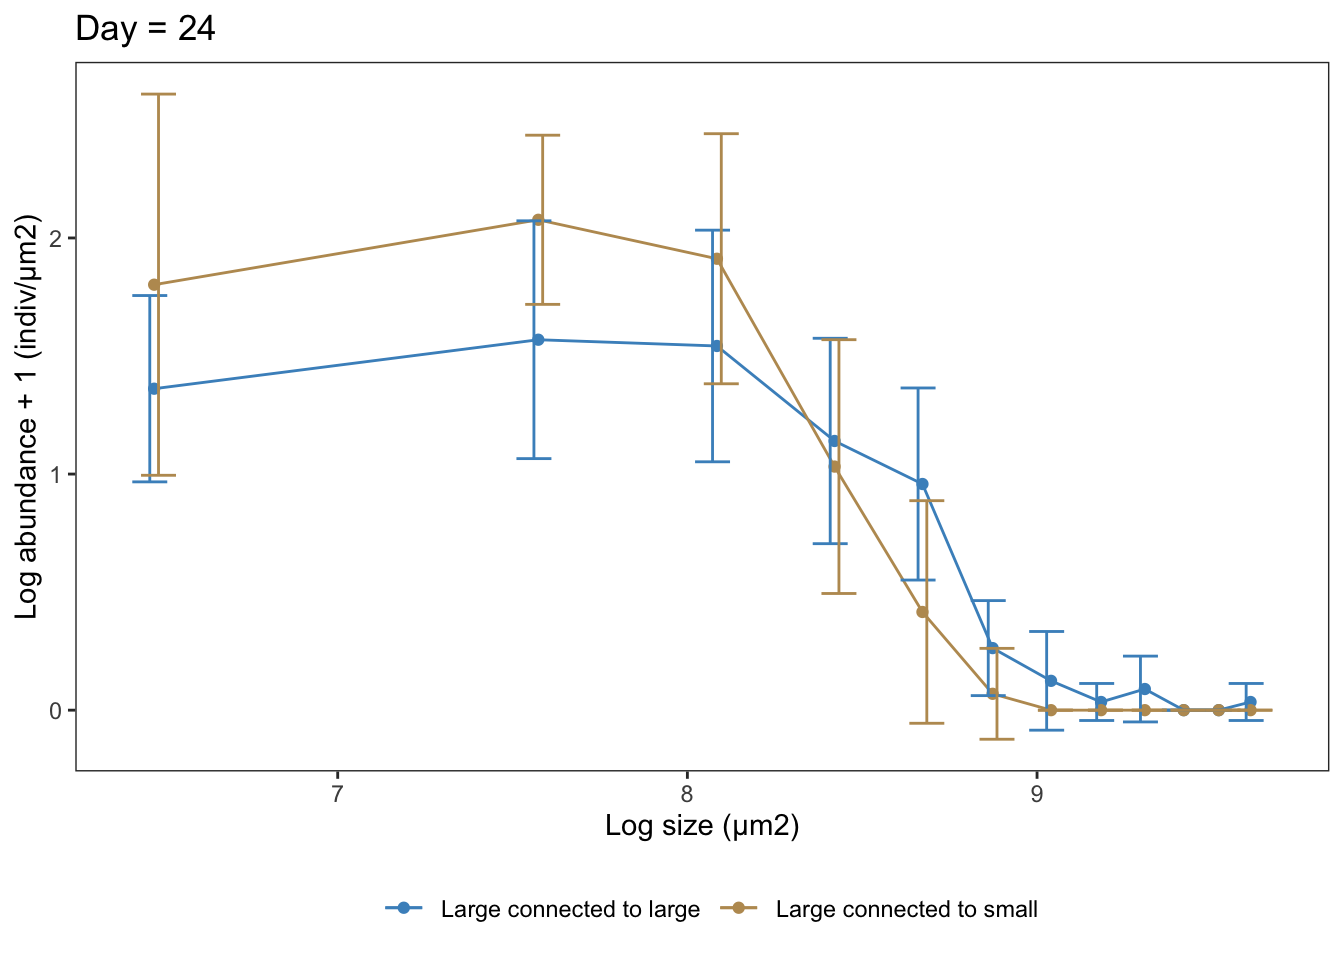 Day = 24
Log abundance + 1 (indiv/µm2)
2
1
0
7 8 9
Log size (µm2)
Large connected to large Large connected to small